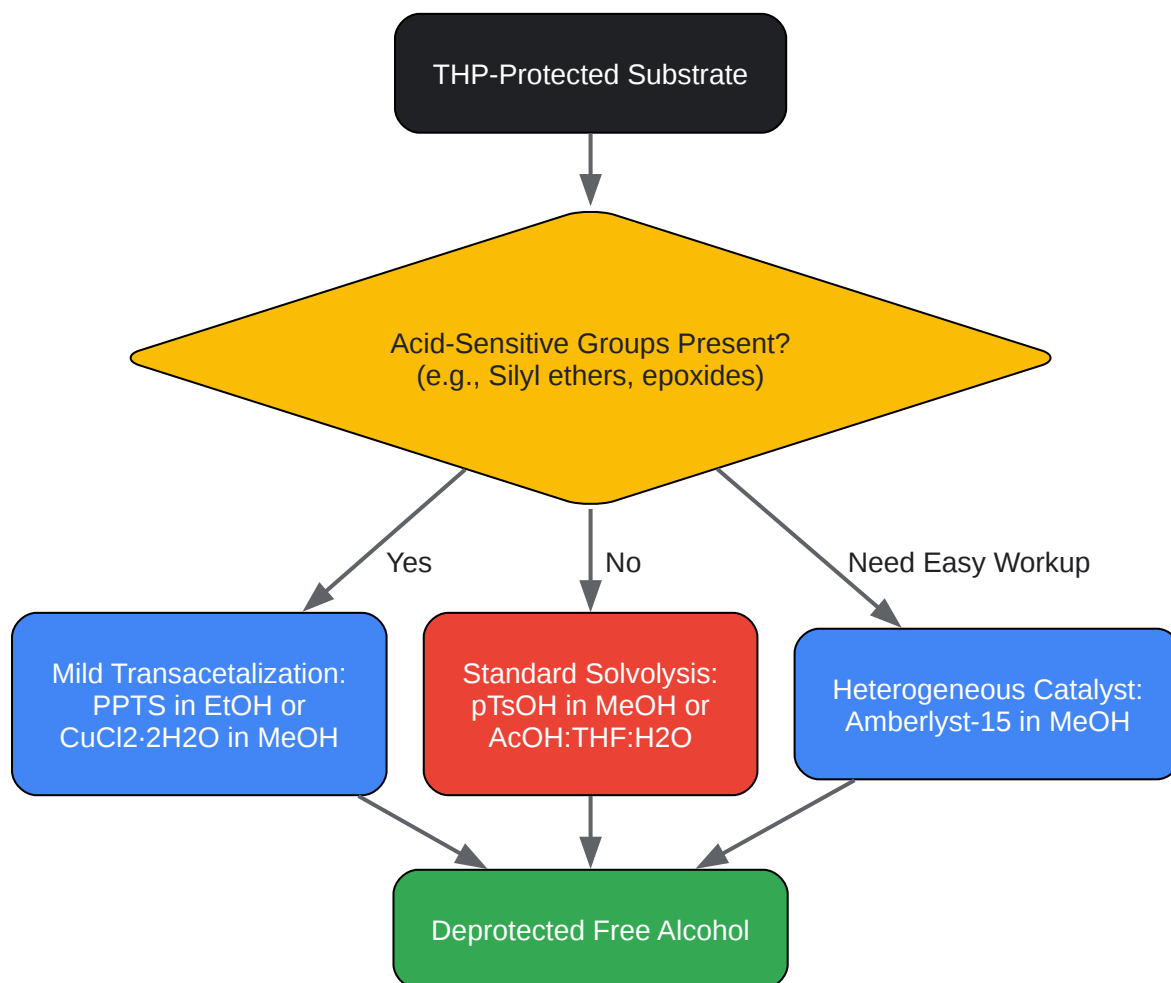 THP-Protected Substrate
Acid-Sensitive Groups Present?
(e.g., Silyl ethers, epoxides)
Yes
No
Need Easy Workup
Mild Transacetalization:
PPTS in EtOH or
CuCl2·2H2O in MeOH
Standard Solvolysis:
pTsOH in MeOH or
AcOH:THF:H2O
Heterogeneous Catalyst:
Amberlyst-15 in MeOH
Deprotected Free Alcohol